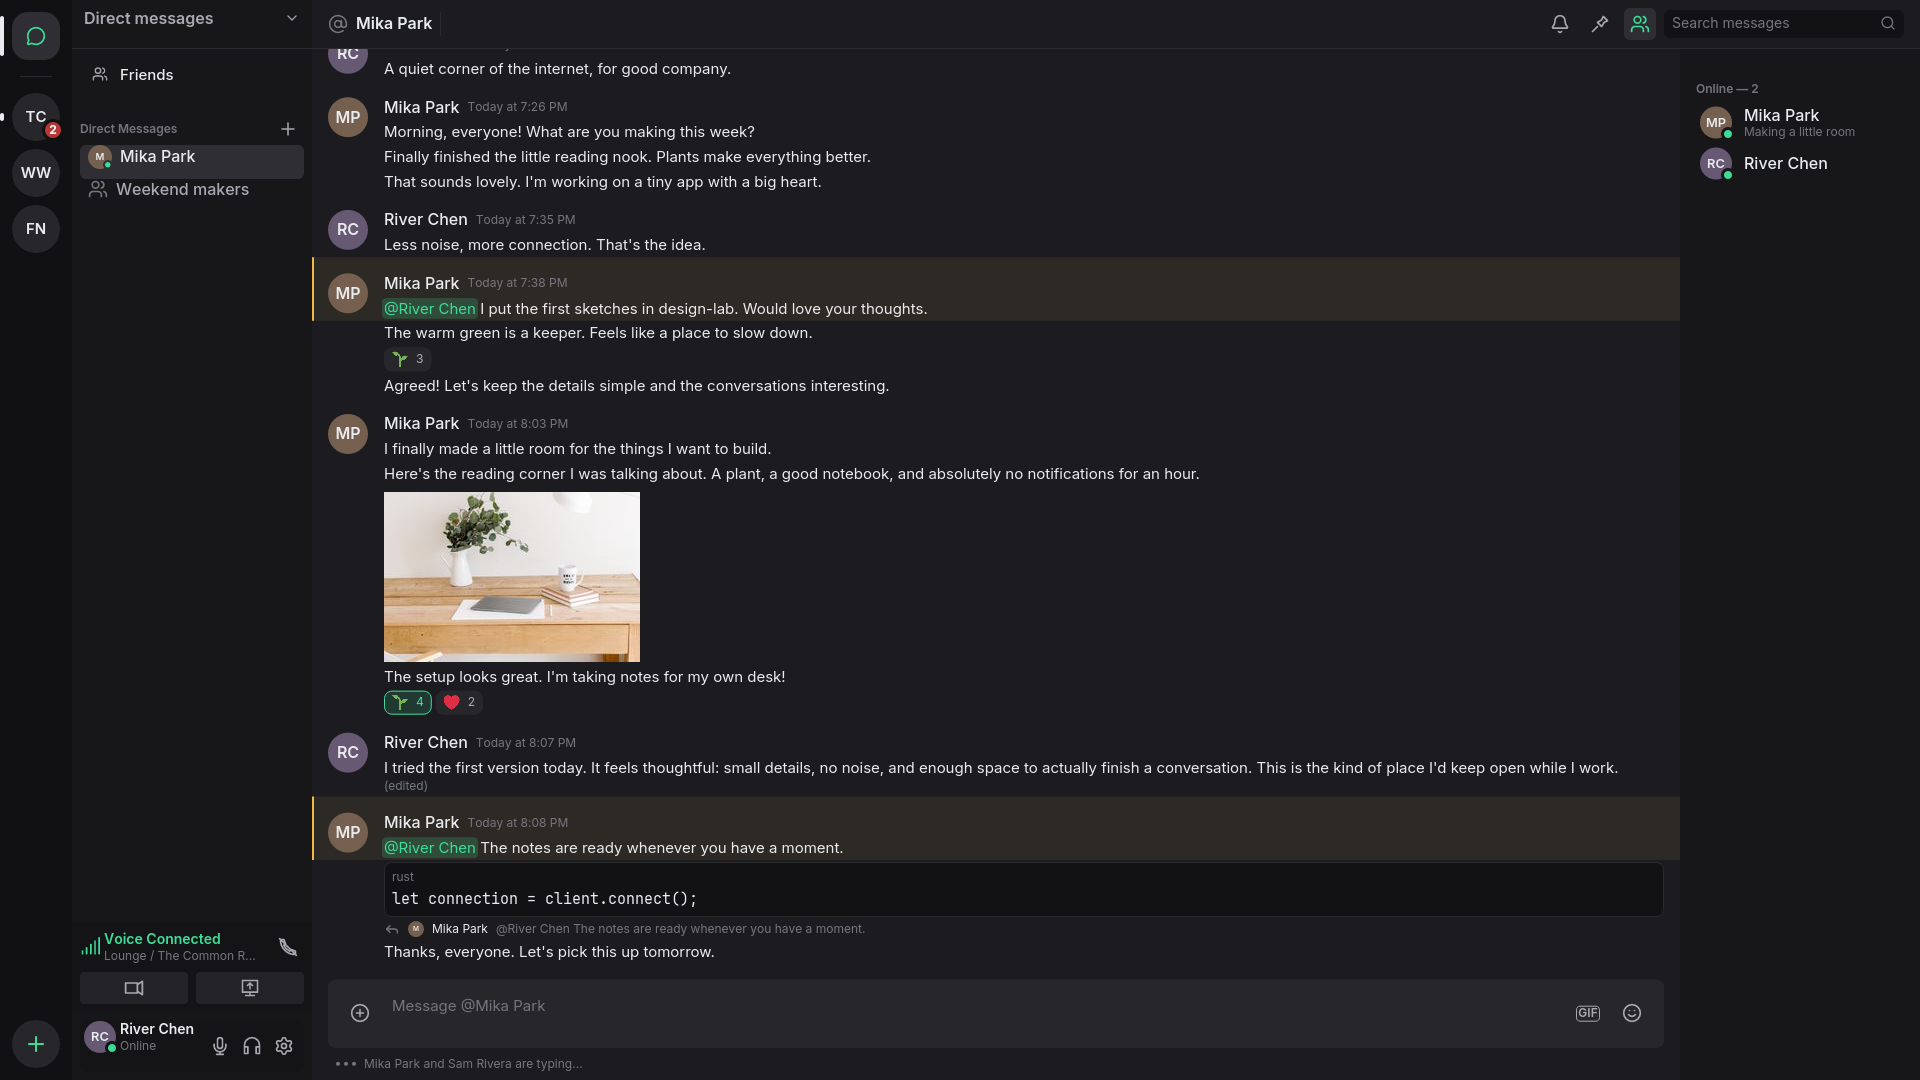 Direct messages
@ Mika Park
Search messages
TC
2
WW
FN
Friends
Direct Messages
M
Mika Park
Weekend makers
RC
A quiet corner of the internet, for good company.
MP
Mika Park Today at 7:26 PM
Morning, everyone! What are you making this week?
Finally finished the little reading nook. Plants make everything better.
That sounds lovely. I'm working on a tiny app with a big heart.
RC
River Chen Today at 7:35 PM
Less noise, more connection. That's the idea.
MP
Mika Park Today at 7:38 PM
@River Chen I put the first sketches in design-lab. Would love your thoughts.
The warm green is a keeper. Feels like a place to slow down.
3
Agreed! Let's keep the details simple and the conversations interesting.
MP
Mika Park Today at 8:03 PM
I finally made a little room for the things I want to build.
Here's the reading corner I was talking about. A plant, a good notebook, and absolutely no notifications for an hour.
The setup looks great. I'm taking notes for my own desk!
4 2
RC
River Chen Today at 8:07 PM
I tried the first version today. It feels thoughtful: small details, no noise, and enough space to actually finish a conversation. This is the kind of place I'd keep open while I work.
(edited)
MP
Mika Park Today at 8:08 PM
@River Chen The notes are ready whenever you have a moment.
rust
let connection = client.connect();
M Mika Park @River Chen The notes are ready whenever you have a moment.
Thanks, everyone. Let's pick this up tomorrow.
Message @Mika Park
GIF
Mika Park and Sam Rivera are typing...
Online — 2
MP
Mika Park
Making a little room
RC
River Chen
Voice Connected
Lounge / The Common R...
RC
River Chen
Online